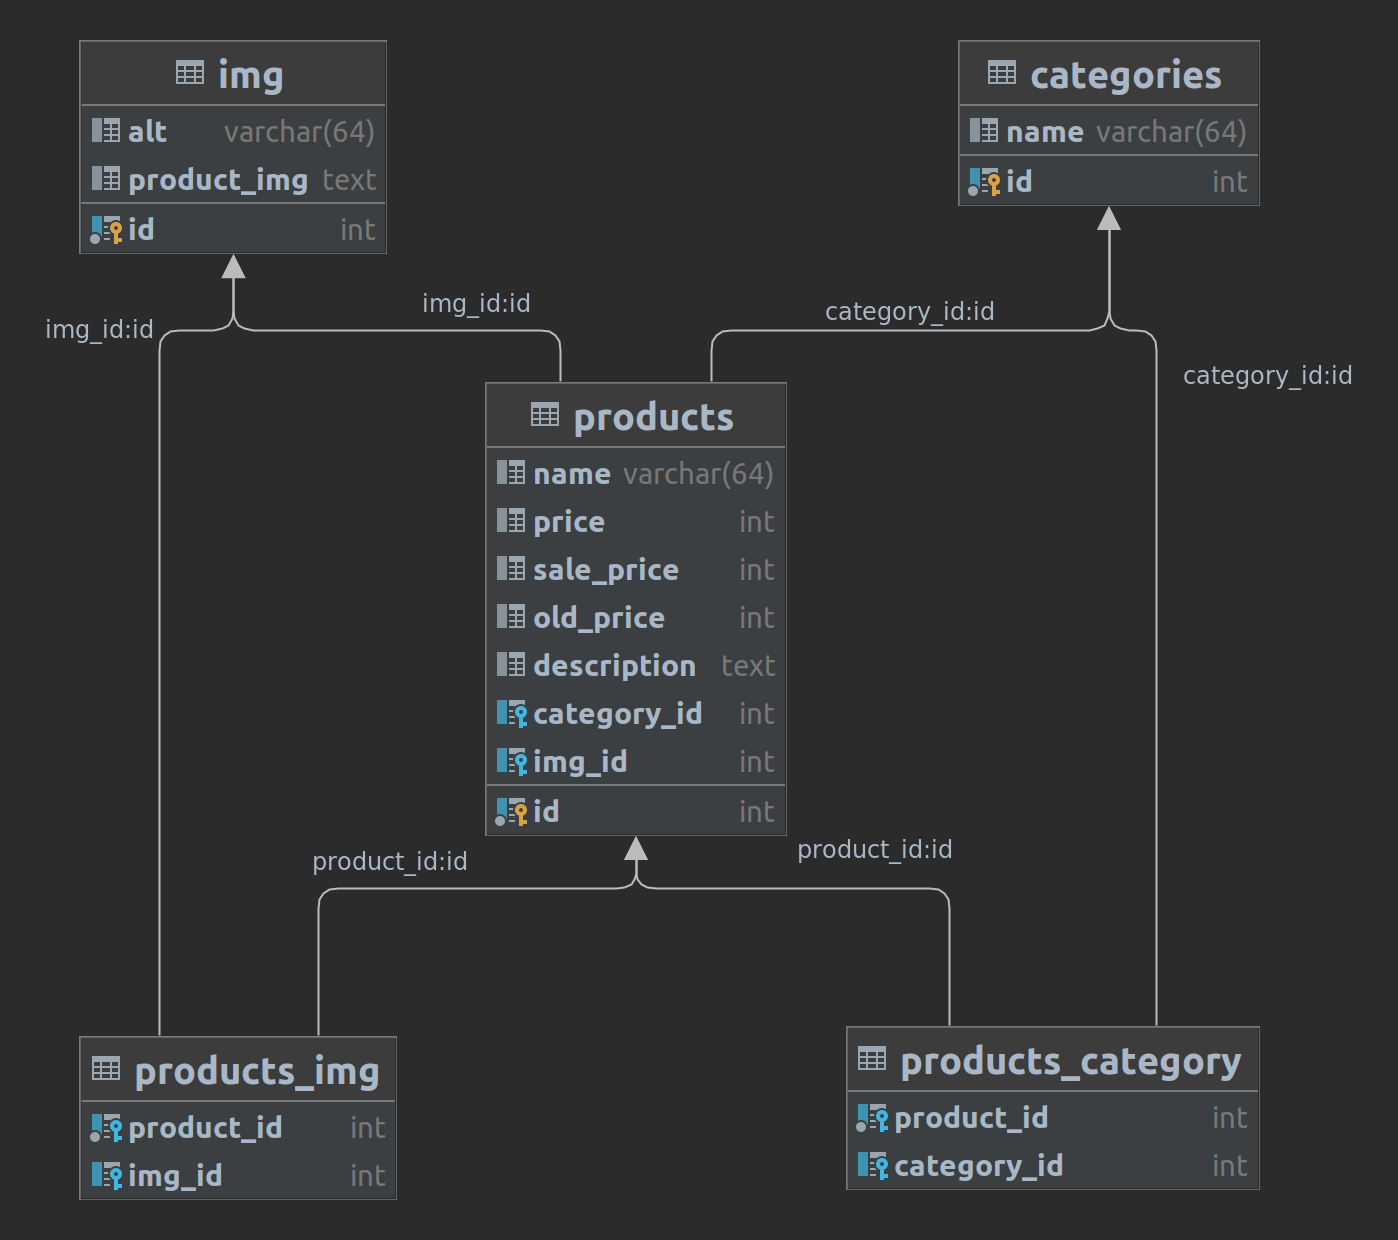 img
alt varchar(64)
product_img text
id int
categories
name varchar(64)
id int
img_id:id
img_id:id
category_id:id
category_id:id
products
name varchar(64)
price int
sale_price int
old_price int
description text
category_id int
img_id int
id int
product_id:id
product_id:id
products_img
product_id int
img_id int
products_category
product_id int
category_id int